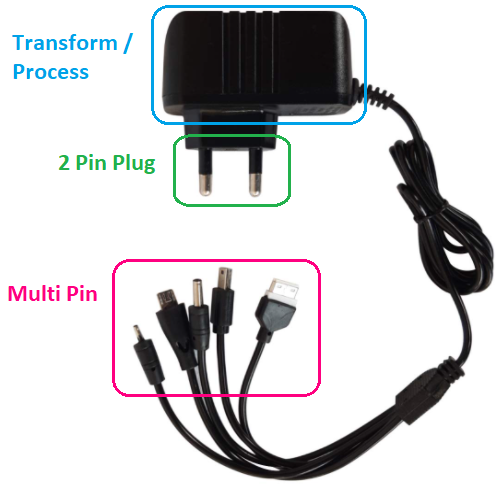 Transform /
Process
2 Pin Plug
Multi Pin